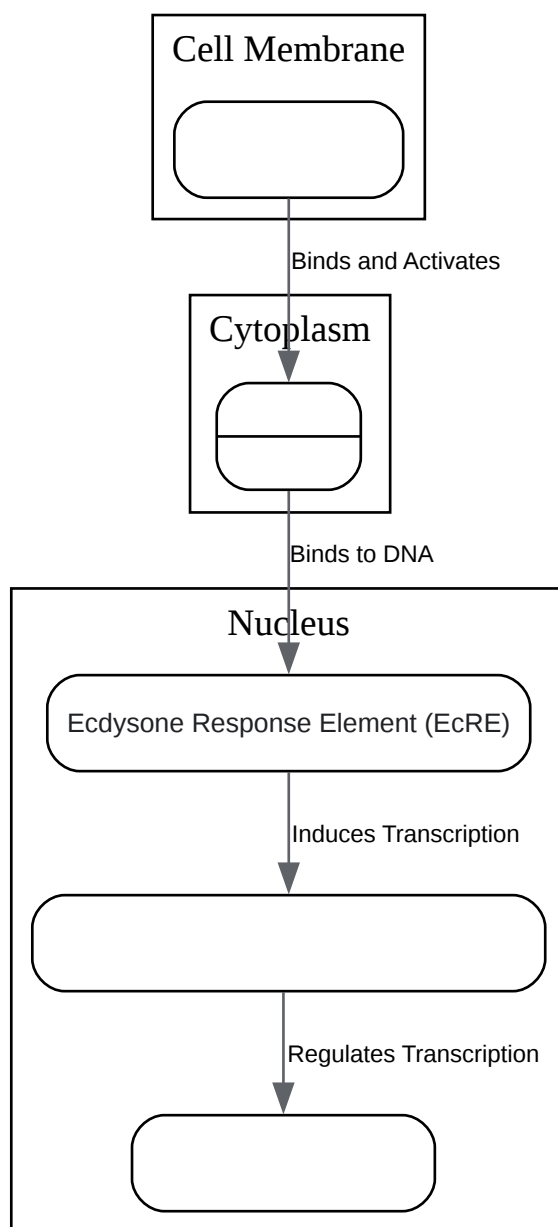 Cell Membrane
Binds and Activates
Cytoplasm
Binds to DNA
Nucleus
Ecdysone Response Element (EcRE)
Induces Transcription
Regulates Transcription